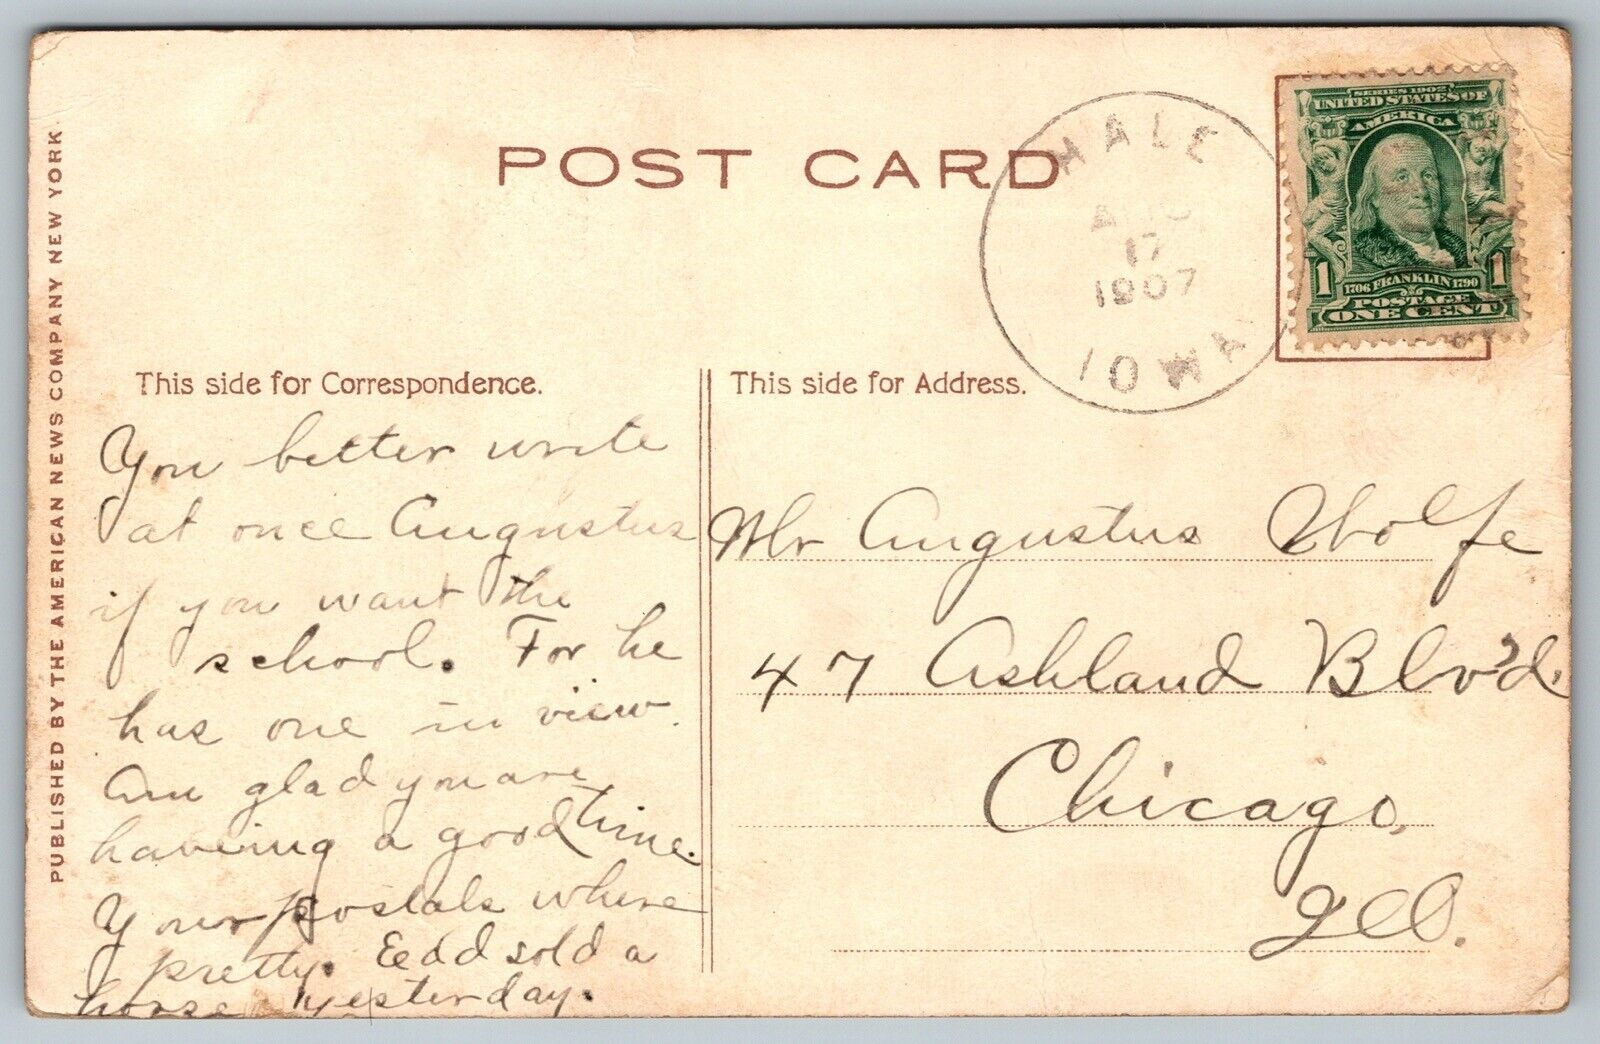 POST CARD
HALE
AUG
17
1907
IOWA
SERIES 1902
UNITED STATES OF
AMERICA
1 1
1706 FRANKLIN 1790
POSTAGE
ONE CENT
PUBLISHED BY THE AMERICAN NEWS COMPANY NEW YORK.
This side for Correspondence.
You better write
at once Augustus
if you want the
school. For he
has one in view.
Am glad you are
having a good time.
Your postals where
pretty. Eedd sold a
horse yesterday.
This side for Address.
Mr Augustus Wolfe
47 Ashland Blv'd.
Chicago,
Ill.